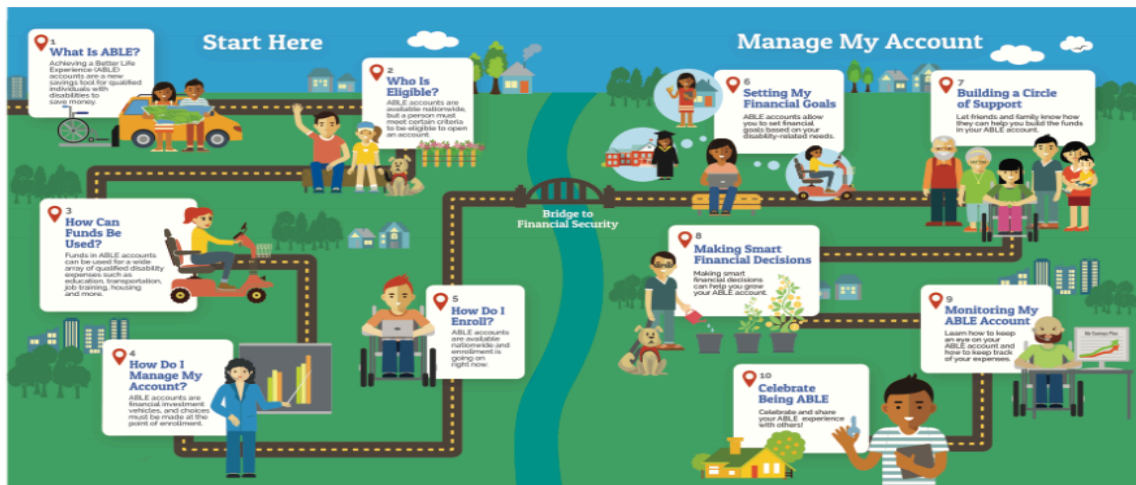 Start Here
1
What Is ABLE?
Achieving a Better Life
Experience (ABLE)
accounts are a new
savings tool for qualified
individuals with
disabilities to
save money.
2
Who Is
Eligible?
ABLE accounts are
available nationwide,
but a person must
meet certain criteria
to be eligible to open
an account.
3
How Can
Funds Be
Used?
Funds in ABLE accounts
can be used for a wide
array of qualified disability
expenses such as
education, transportation,
job training, housing
and more.
4
How Do I
Manage My
Account?
ABLE accounts are
financial investment
vehicles, and choices
must be made at the
point of enrollment.
5
How Do I
Enroll?
ABLE accounts
are available
nationwide and
enrollment is
going on
right now.
Bridge to
Financial Security
Manage My Account
6
Setting My
Financial Goals
ABLE accounts allow
you to set financial
goals based on your
disability-related needs.
7
Building a Circle
of Support
Let friends and family know how
they can help you build the funds
in your ABLE account.
8
Making Smart
Financial Decisions
Making smart
financial decisions
can help you grow
your ABLE account.
9
Monitoring My
ABLE Account
Learn how to keep
an eye on your
ABLE account and
how to keep track
of your expenses.
10
Celebrate
Being ABLE
Celebrate and share
your ABLE experience
with others!